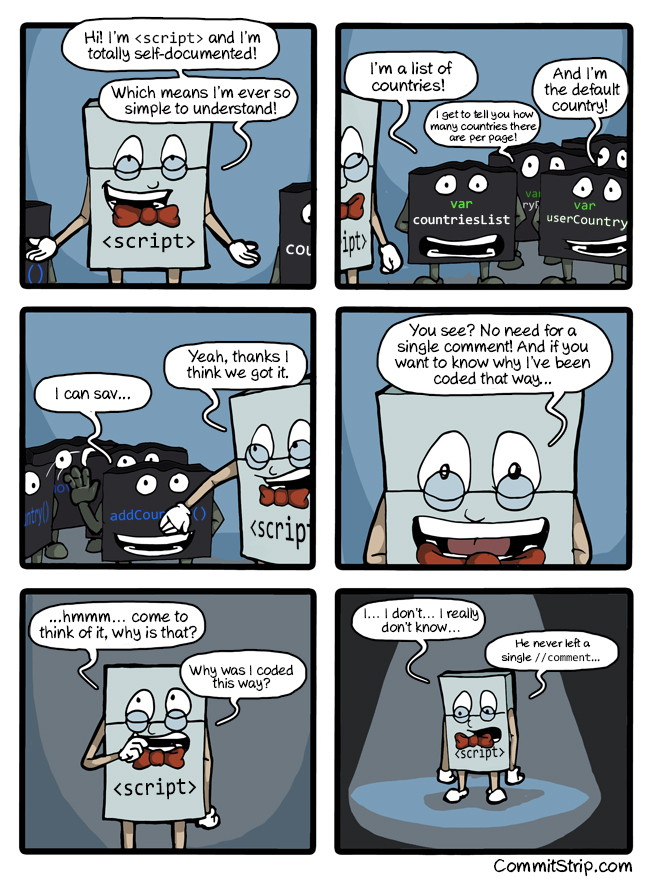 Hi! I'm <script> and I'm
totally self-documented!
Which means I'm ever so
simple to understand!
<script>
()
cou
I'm a list of
countries!
I get to tell you how
many countries there
are per page!
And I'm
the default
country!
ipt>
var
countriesList
var
userCountry
Yeah, thanks I
think we got it.
I can sav...
ntry()
addCou ()
<scrip
You see? No need for a
single comment! And if you
want to know why I've been
coded that way...
...hmmm... come to
think of it, why is that?
Why was I coded
this way?
<script>
I... I don't... I really
don't know...
He never left a
single //comment...
<script>
CommitStrip.com